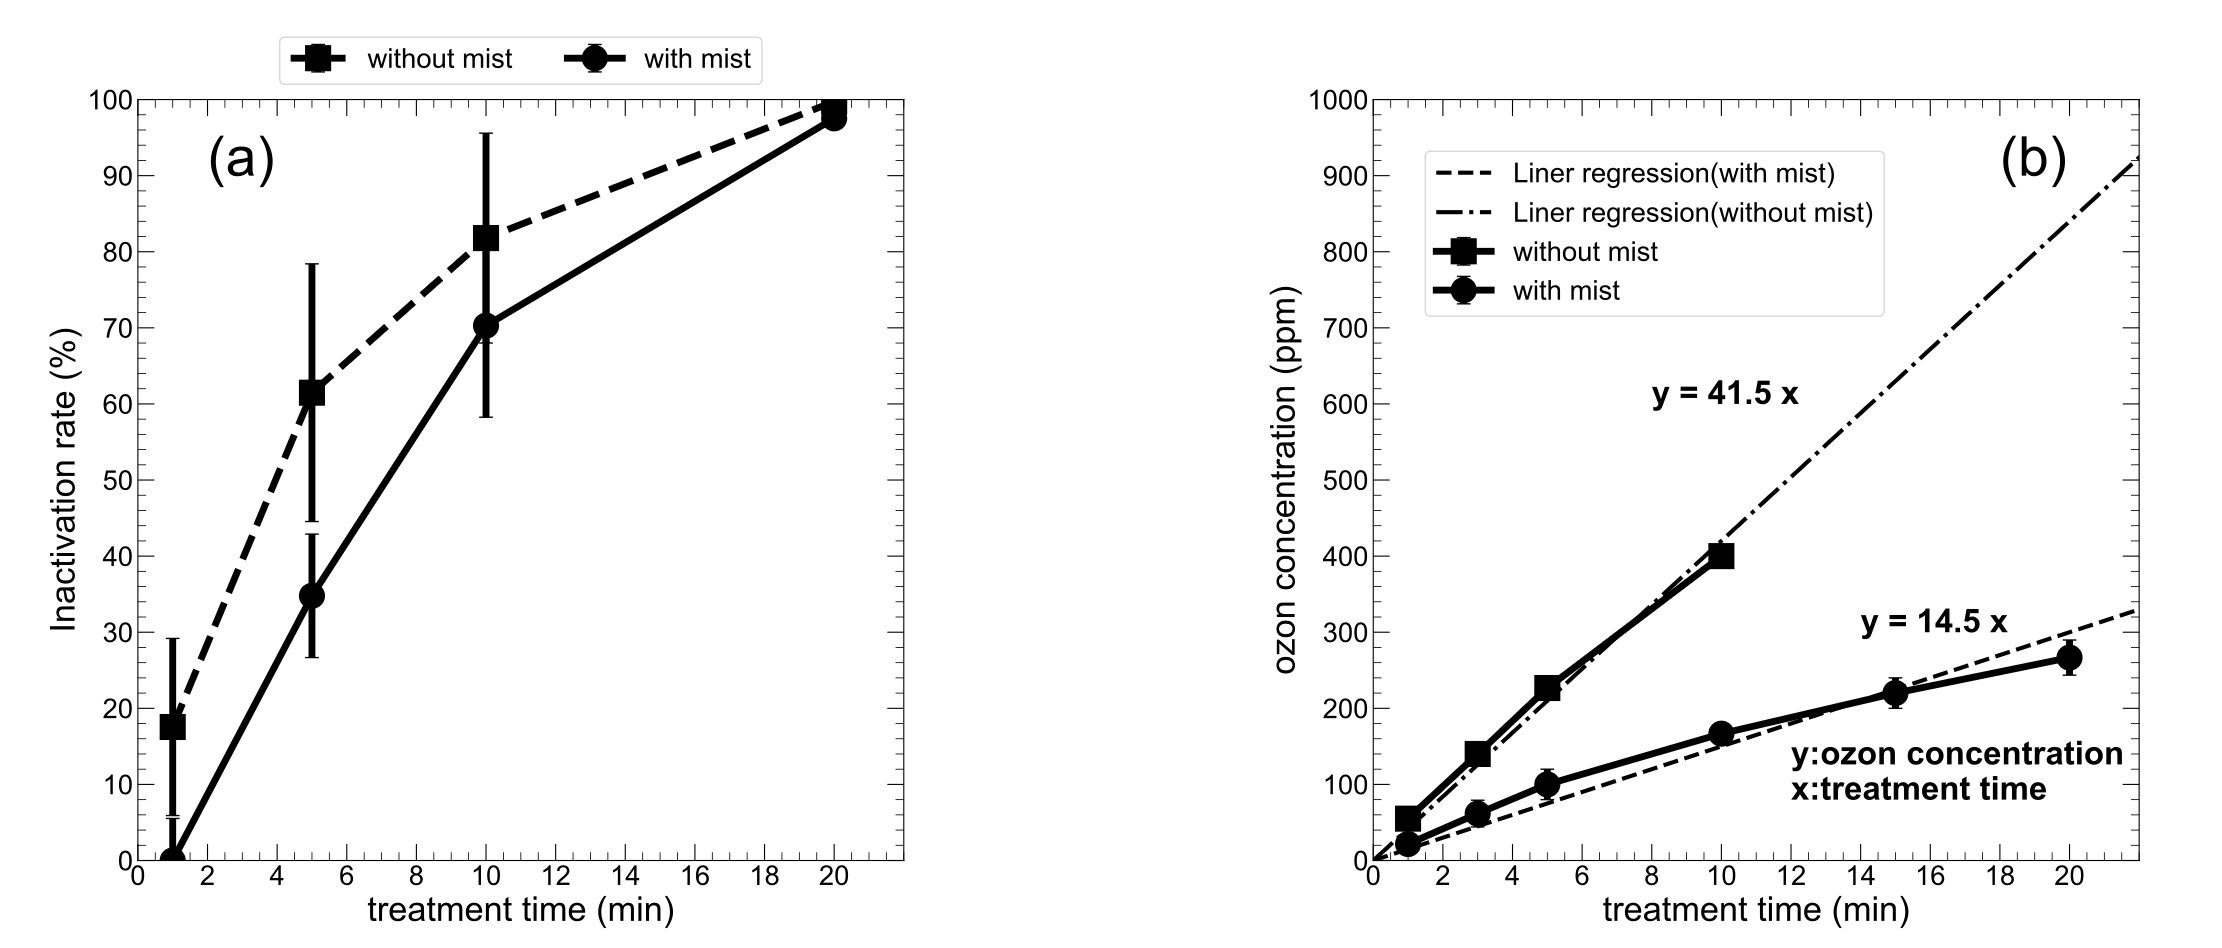 without mist
with mist
(a)
100
90
80
70
60
50
40
30
20
10
0
Inactivation rate (%)
0 2 4 6 8 10 12 14 16 18 20
treatment time (min)
(b)
1000
900
800
700
600
500
400
300
200
100
0
ozon concentration (ppm)
Liner regression(with mist)
Liner regression(without mist)
without mist
with mist
y = 41.5 x
y = 14.5 x
y:ozon concentration
x:treatment time
0 2 4 6 8 10 12 14 16 18 20
treatment time (min)